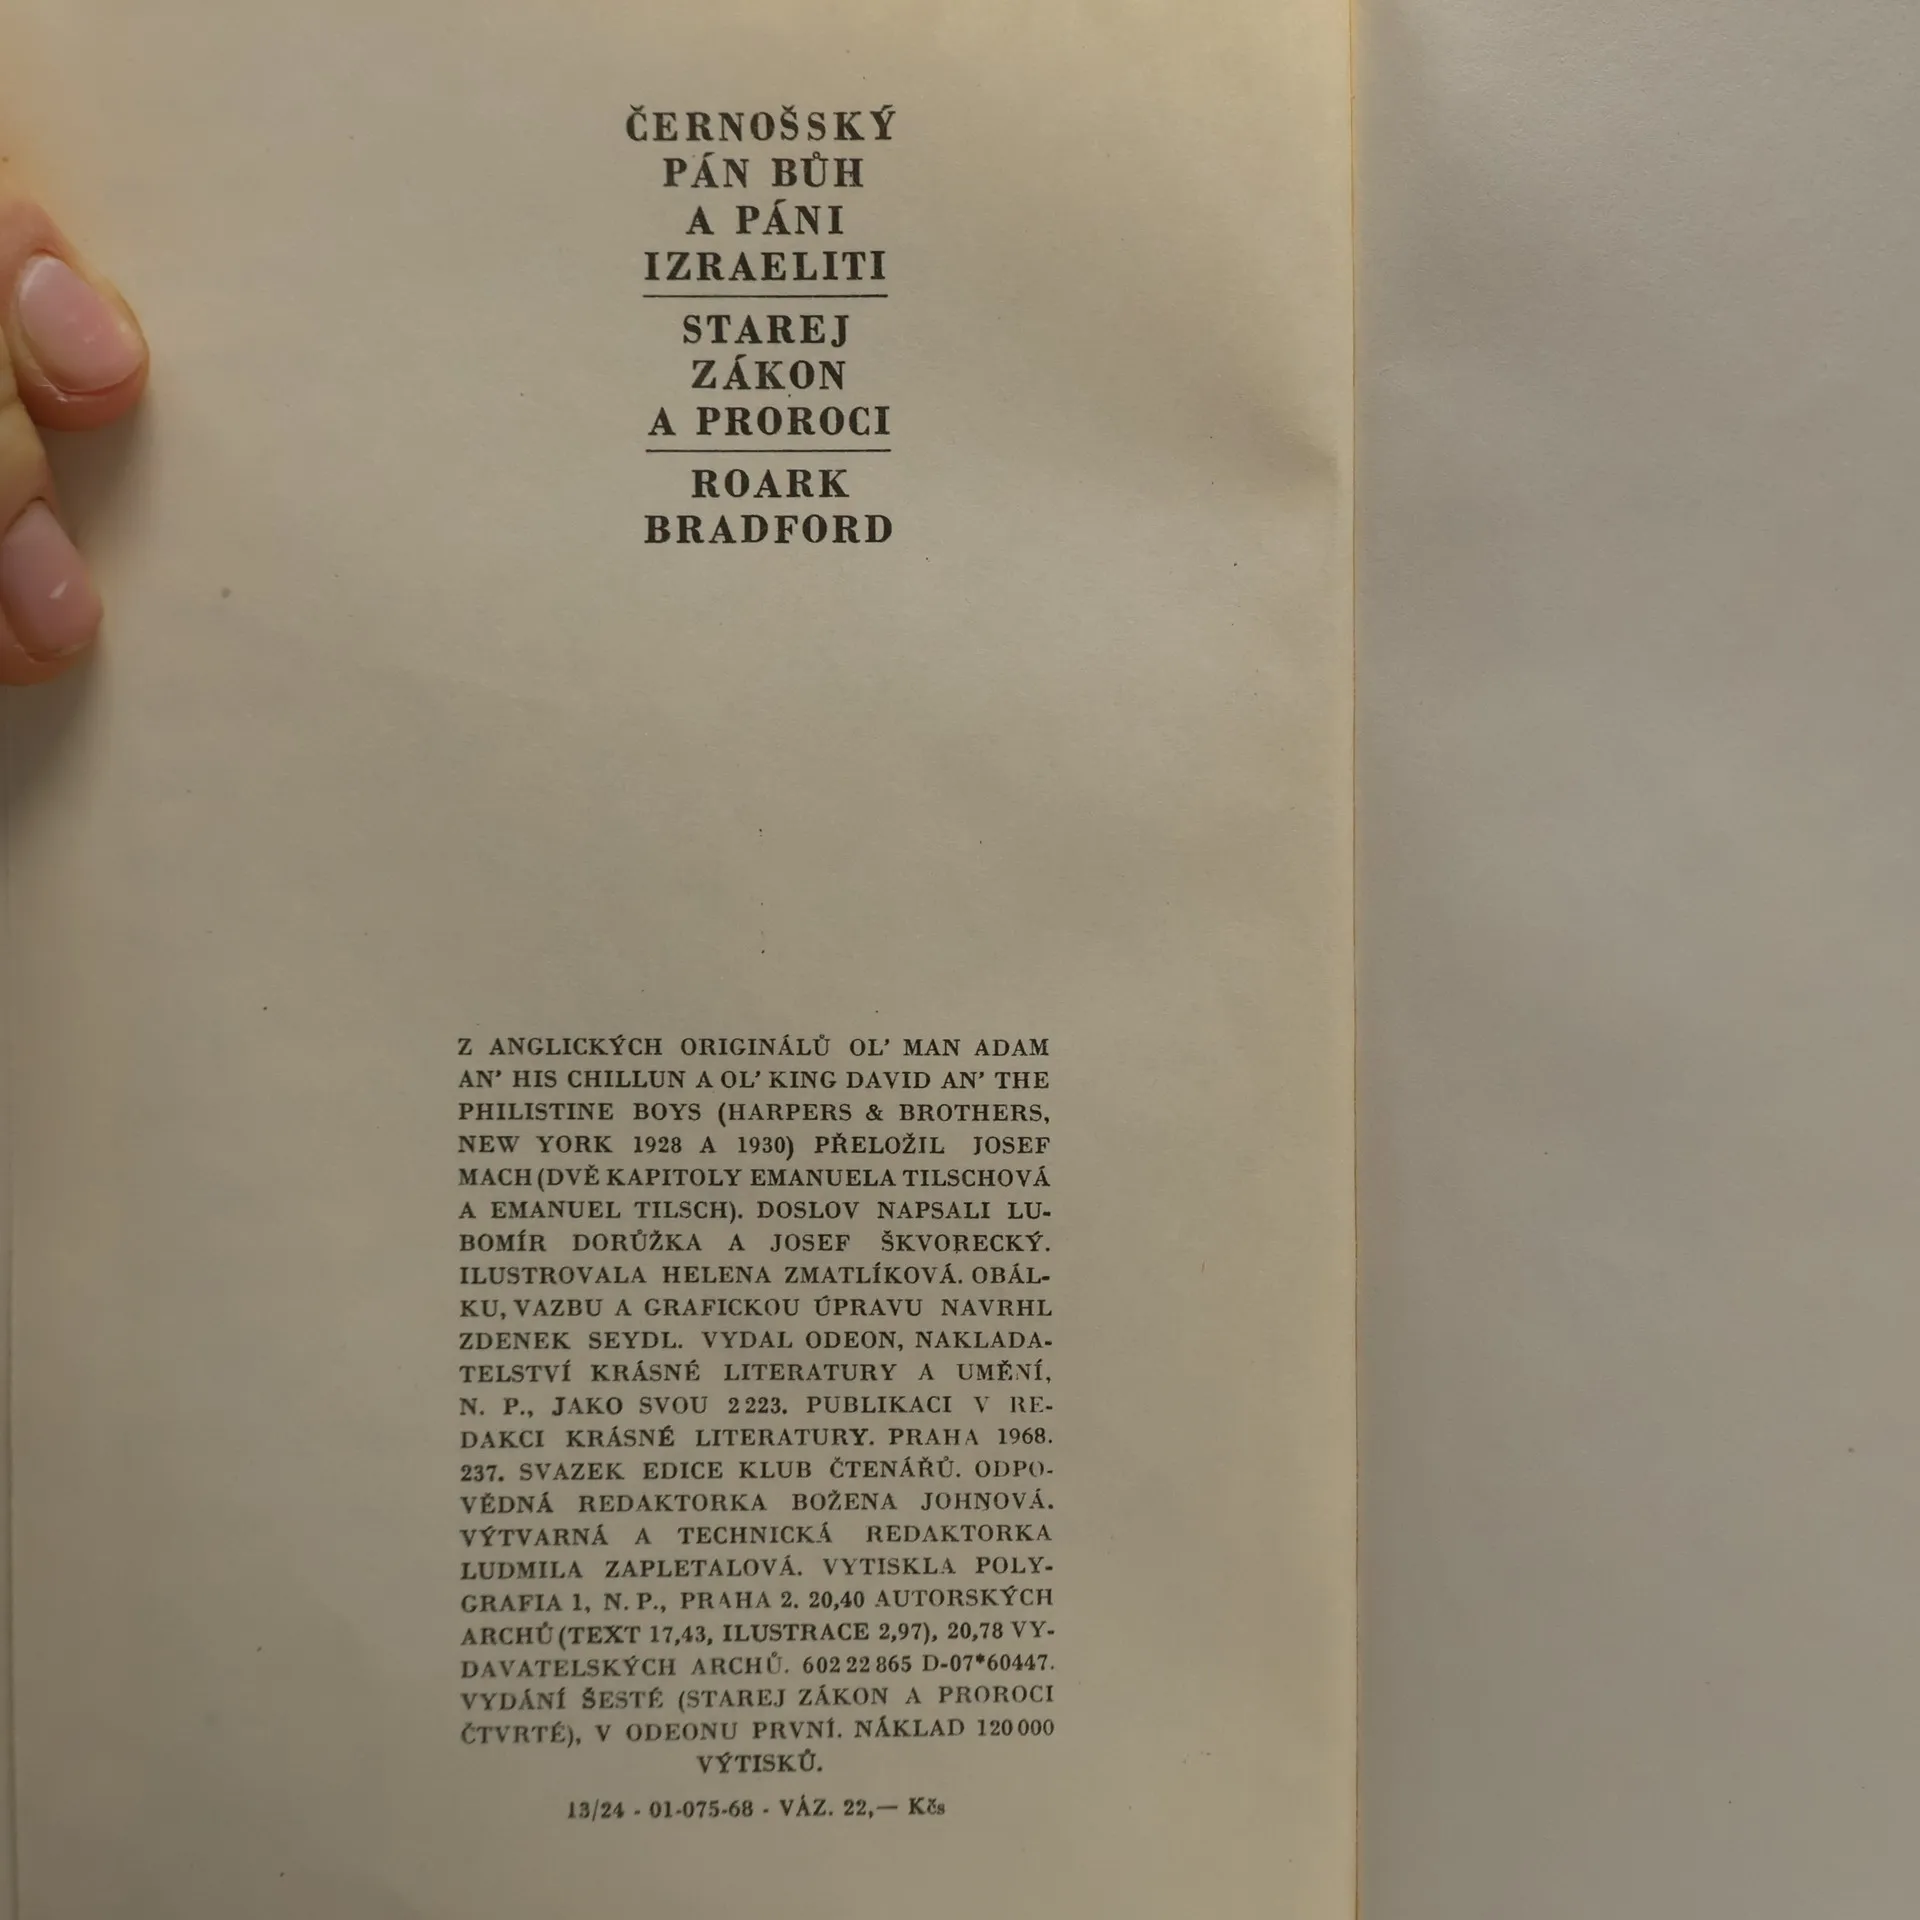 ČERNOŠSKÝ
PÁN BŮH
A PÁNI
IZRAELITI
STAREJ
ZÁKON
A PROROCI
ROARK
BRADFORD
Z ANGLICKÝCH ORIGINÁLŮ OL’ MAN ADAM
AN’ HIS CHILLUN A OL’ KING DAVID AN’ THE
PHILISTINE BOYS (HARPERS & BROTHERS,
NEW YORK 1928 A 1930) PŘELOŽIL JOSEF
MACH (DVĚ KAPITOLY EMANUELA TILSCHOVÁ
A EMANUEL TILSCH). DOSLOV NAPSALI LU-
BOMÍR DORŮŽKA A JOSEF ŠKVORECKÝ.
ILUSTROVALA HELENA ZMATLÍKOVÁ. OBÁL-
KU, VAZBU A GRAFICKOU ÚPRAVU NAVRHL
ZDENEK SEYDL. VYDAL ODEON, NAKLADA-
TELSTVÍ KRÁSNÉ LITERATURY A UMĚNÍ,
N. P., JAKO SVOU 2 223. PUBLIKACI V RE-
DAKCI KRÁSNÉ LITERATURY. PRAHA 1968.
237. SVAZEK EDICE KLUB ČTENÁŘŮ. ODPO-
VĚDNÁ REDAKTORKA BOŽENA JOHNOVÁ.
VÝTVARNÁ A TECHNICKÁ REDAKTORKA
LUDMILA ZAPLETALOVÁ. VYTISKLA POLY-
GRAFIA 1, N. P., PRAHA 2. 20,40 AUTORSKÝCH
ARCHŮ (TEXT 17,43, ILUSTRACE 2,97), 20,78 VY-
DAVATELSKÝCH ARCHŮ. 602 22 865 D-07*60447.
VYDÁNÍ ŠESTÉ (STAREJ ZÁKON A PROROCI
ČTVRTÉ), V ODEONU PRVNÍ. NÁKLAD 120 000
VÝTISKŮ.
13/24 - 01-075-68 - VÁZ. 22,— Kčs